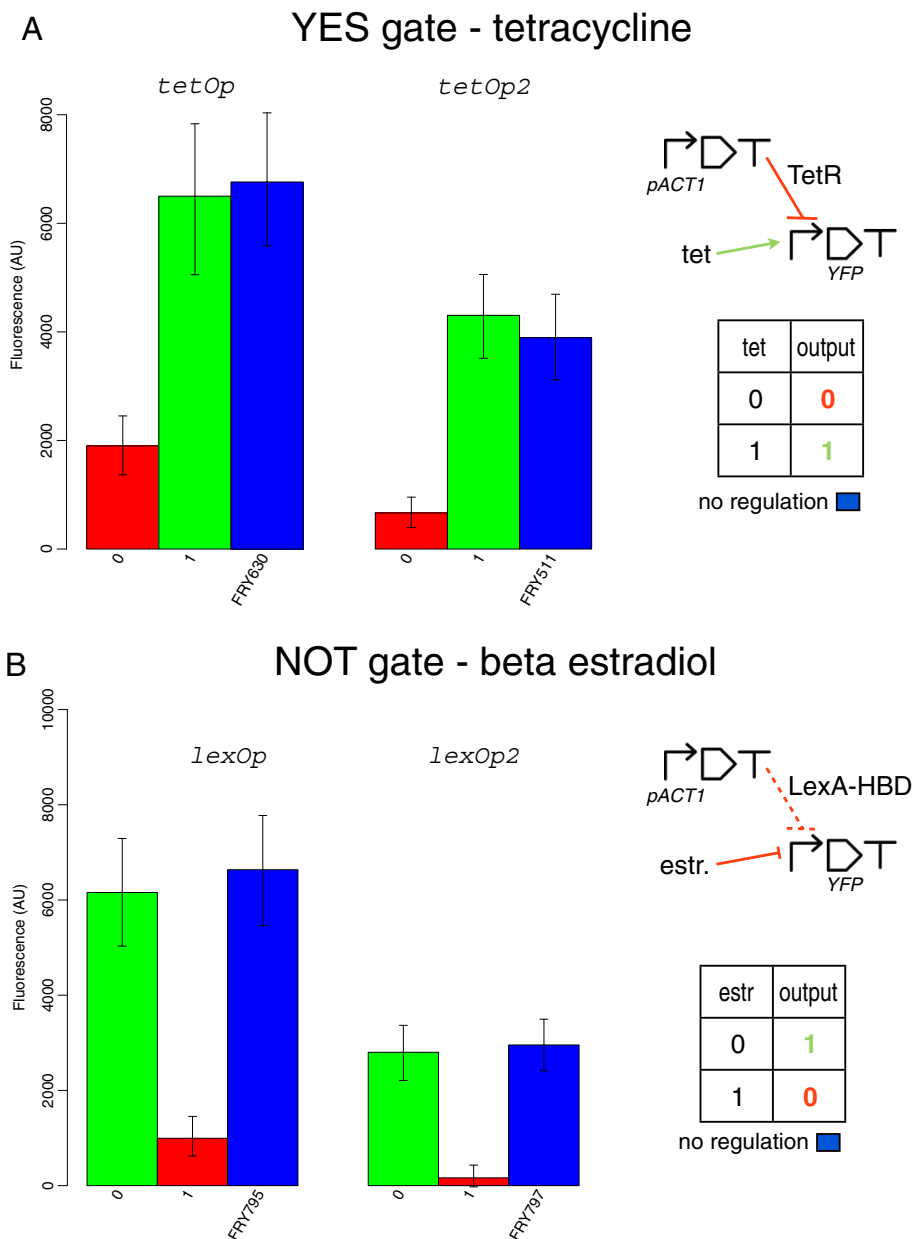 A
YES gate - tetracycline
tetOp
tetOp2
Fluorescence (AU)
8000
6000
4000
2000
0
0
1
FRY630
0
1
FRY511
pACT1
TetR
tet
YFP
tet output
0 0
1 1
no regulation
B
NOT gate - beta estradiol
lexOp
lexOp2
Fluorescence (AU)
10000
8000
6000
4000
2000
0
0
1
FRY795
0
1
FRY797
pACT1
LexA-HBD
estr.
YFP
estr output
0 1
1 0
no regulation